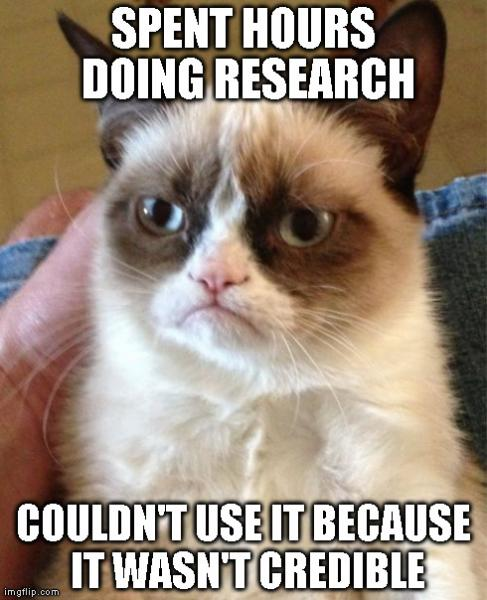 SPENT HOURS
DOING RESEARCH
COULDN'T USE IT BECAUSE
IT WASN'T CREDIBLE
imgflip.com